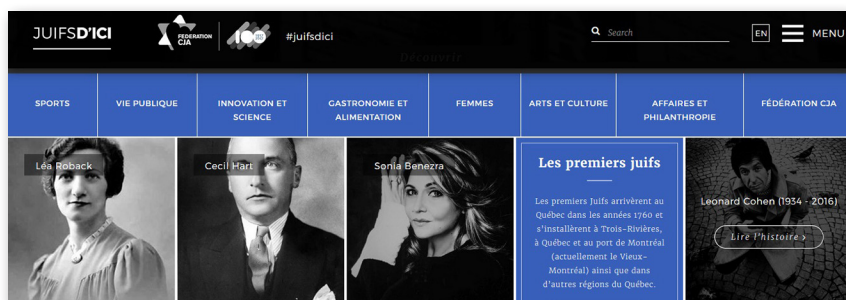 JUIFSD'ICI
FEDERATION
CJA
100
#juifsdici
Search
EN
MENU
Découvrir
SPORTS
VIE PUBLIQUE
INNOVATION ET
SCIENCE
GASTRONOMIE ET
ALIMENTATION
FEMMES
ARTS ET CULTURE
AFFAIRES ET
PHILANTHROPIE
FÉDÉRATION CJA
Léa Roback
Cecil Hart
Sonia Benezra
Les premiers juifs
Les premiers Juifs arrivèrent au
Québec dans les années 1760 et
s'installèrent à Trois-Rivières,
à Québec et au port de Montréal
(actuellement le Vieux-
Montréal) ainsi que dans
d'autres régions du Québec.
Leonard Cohen (1934 - 2016)
Lire l'histoire >